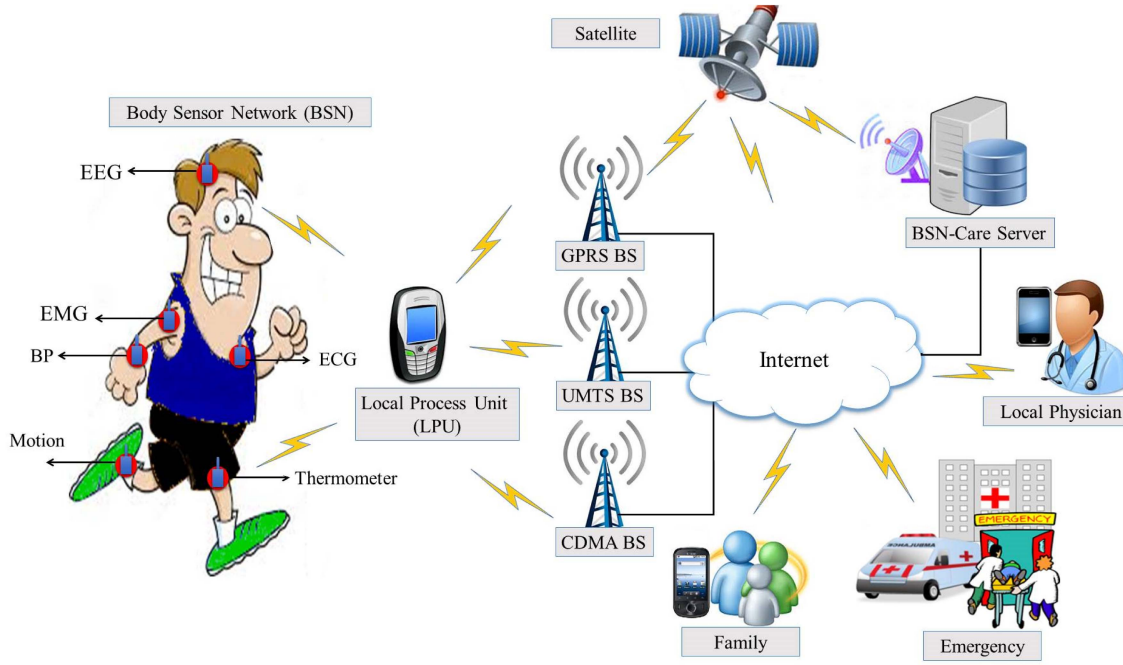 Satellite
Body Sensor Network (BSN)
EEG
GPRS BS
BSN-Care Server
EMG
BP
ECG
Internet
Local Process Unit
(LPU)
UMTS BS
Local Physician
Motion
Thermometer
CDMA BS
EMERGENCY
Family
Emergency